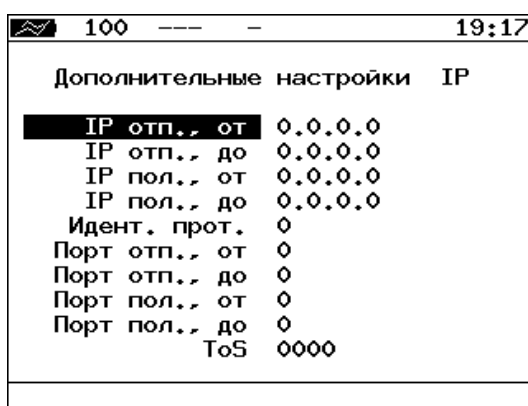 100 --- - 19:17
Дополнительные настройки IP
IP отп., от 0.0.0.0
IP отп., до 0.0.0.0
IP пол., от 0.0.0.0
IP пол., до 0.0.0.0
Идент. прот. 0
Порт отп., от 0
Порт отп., до 0
Порт пол., от 0
Порт пол., до 0
ToS 0000